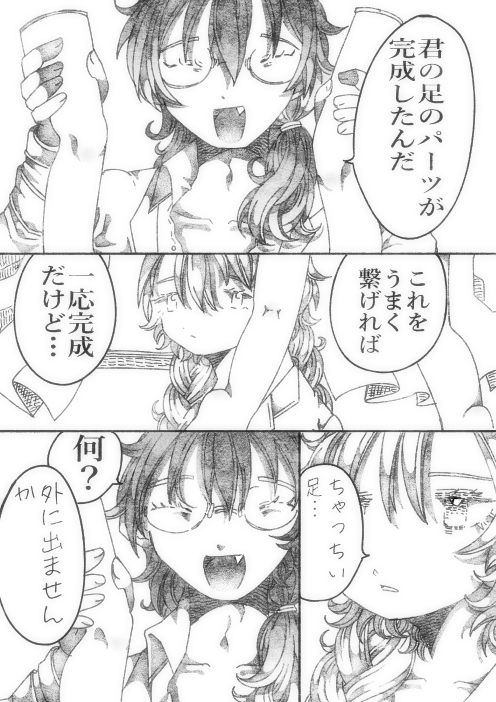 君の足のパーツが
完成したんだ
これを
うまく
繋げれば
一応完成
だけど…
ちゃっちい
足…
何?
外に出ません
か